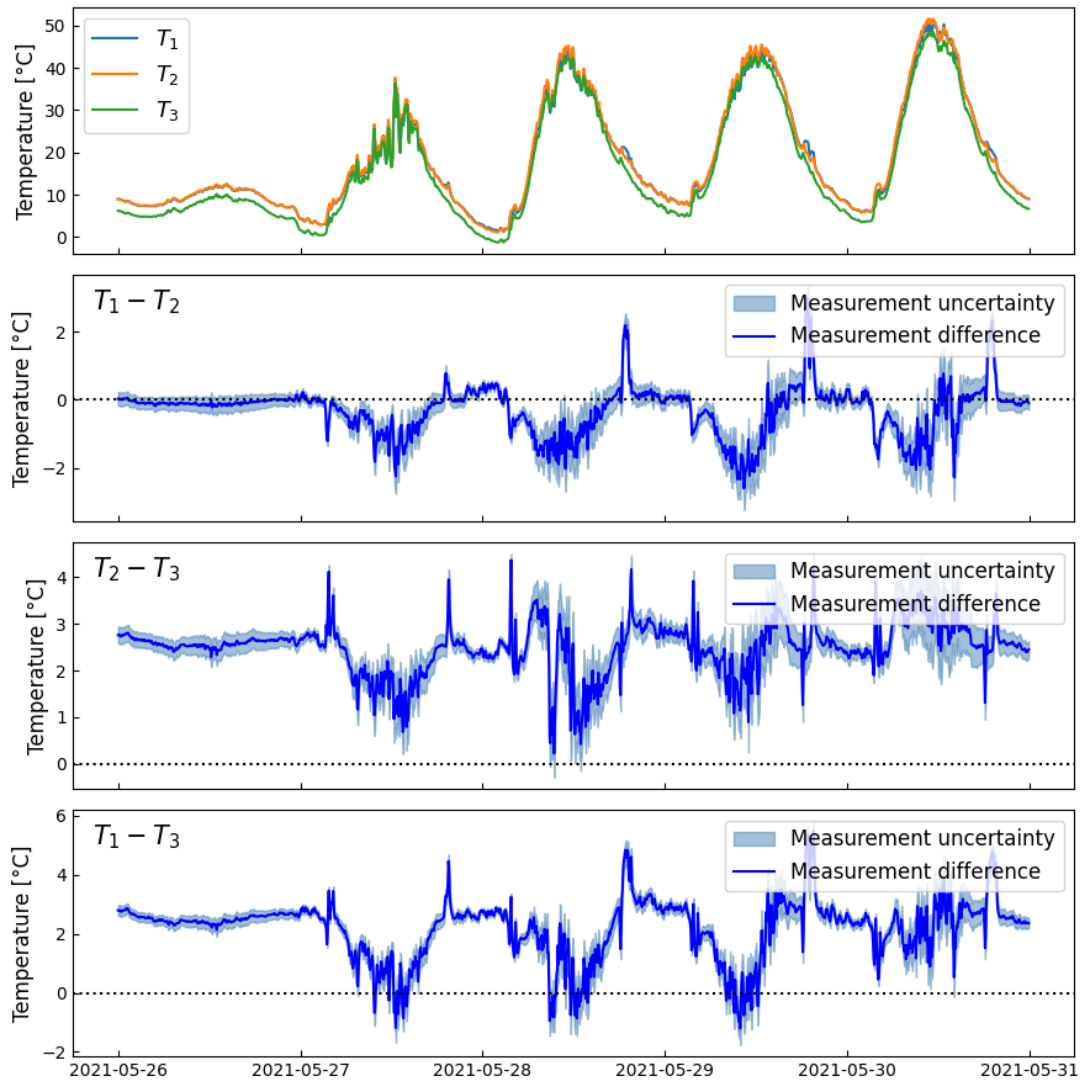 50
40
30
20
10
0
Temperature [°C]
T₁
T₂
T₃
T₁ − T₂
2
0
−2
Temperature [°C]
Measurement uncertainty
Measurement difference
T₂ − T₃
4
3
2
1
0
Temperature [°C]
Measurement uncertainty
Measurement difference
T₁ − T₃
6
4
2
0
−2
Temperature [°C]
Measurement uncertainty
Measurement difference
2021-05-26
2021-05-27
2021-05-28
2021-05-29
2021-05-30
2021-05-31